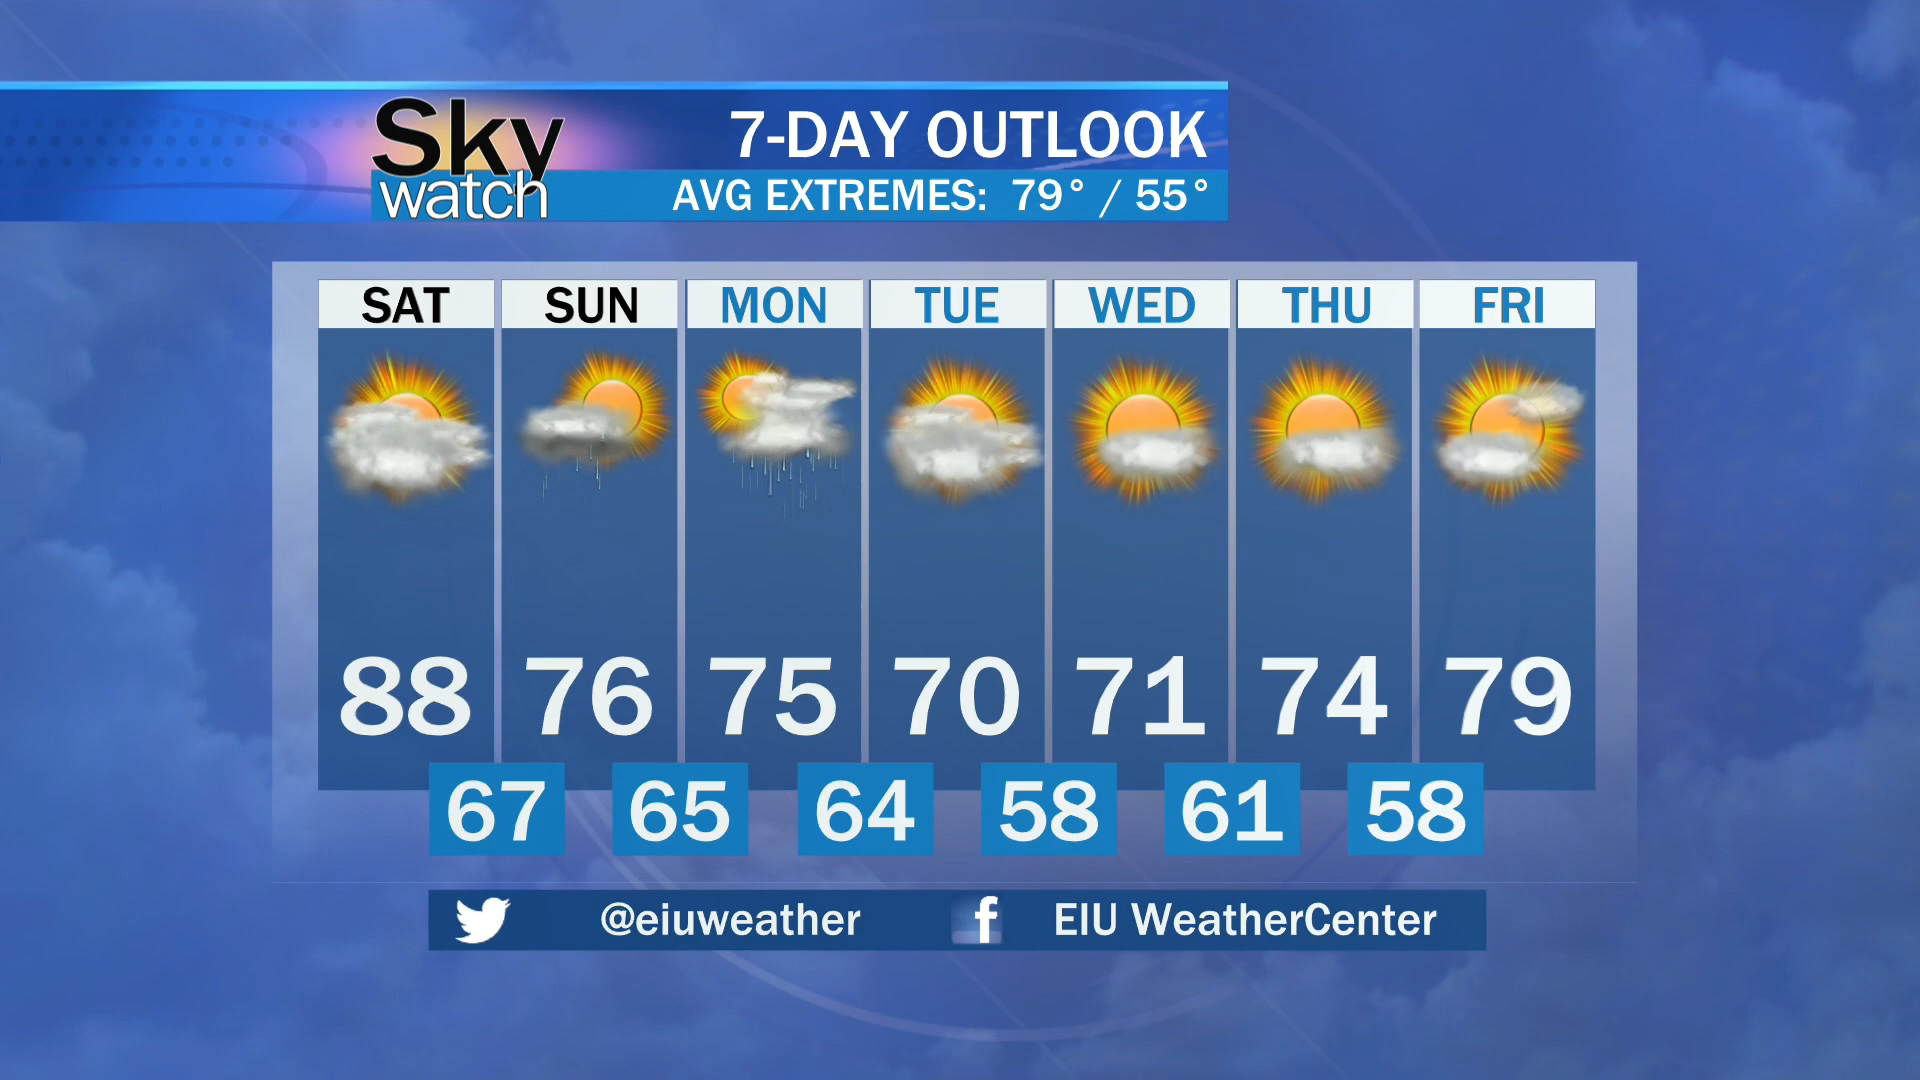 Sky
watch
7-DAY OUTLOOK
AVG EXTREMES: 79° / 55°
SAT SUN MON TUE WED THU FRI
88 76 75 70 71 74 79
67 65 64 58 61 58
@eiuweather f EIU WeatherCenter